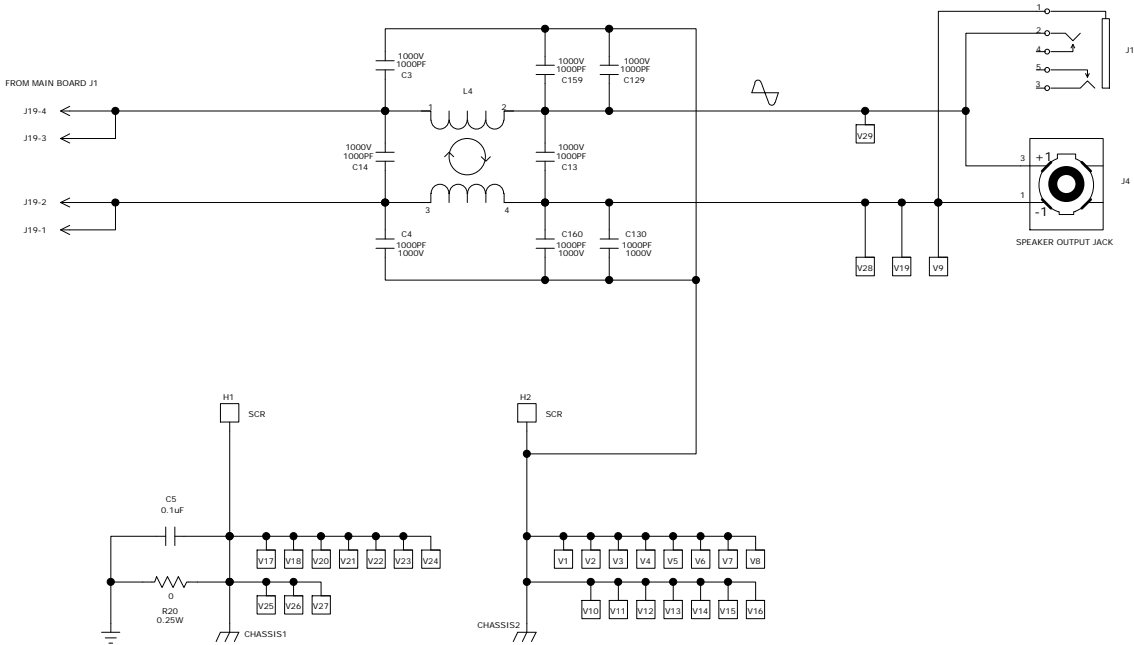 FROM MAIN BOARD J1
J19-4
J19-3
J19-2
J19-1
1000V
1000PF
C3
1000V
1000PF
C159
1000V
1000PF
C129
L4
1
2
1000V
1000PF
C14
1000V
1000PF
C13
3
4
C4
1000PF
1000V
C160
1000PF
1000V
C130
1000PF
1000V
V29
V28
V19
V9
1
2
4
5
3
J1
3
+1
1
-1
J4
SPEAKER OUTPUT JACK
H1
SCR
C5
0.1uF
0
R20
0.25W
V17
V18
V20
V21
V22
V23
V24
V25
V26
V27
CHASSIS1
H2
SCR
V1
V2
V3
V4
V5
V6
V7
V8
V10
V11
V12
V13
V14
V15
V16
CHASSIS2